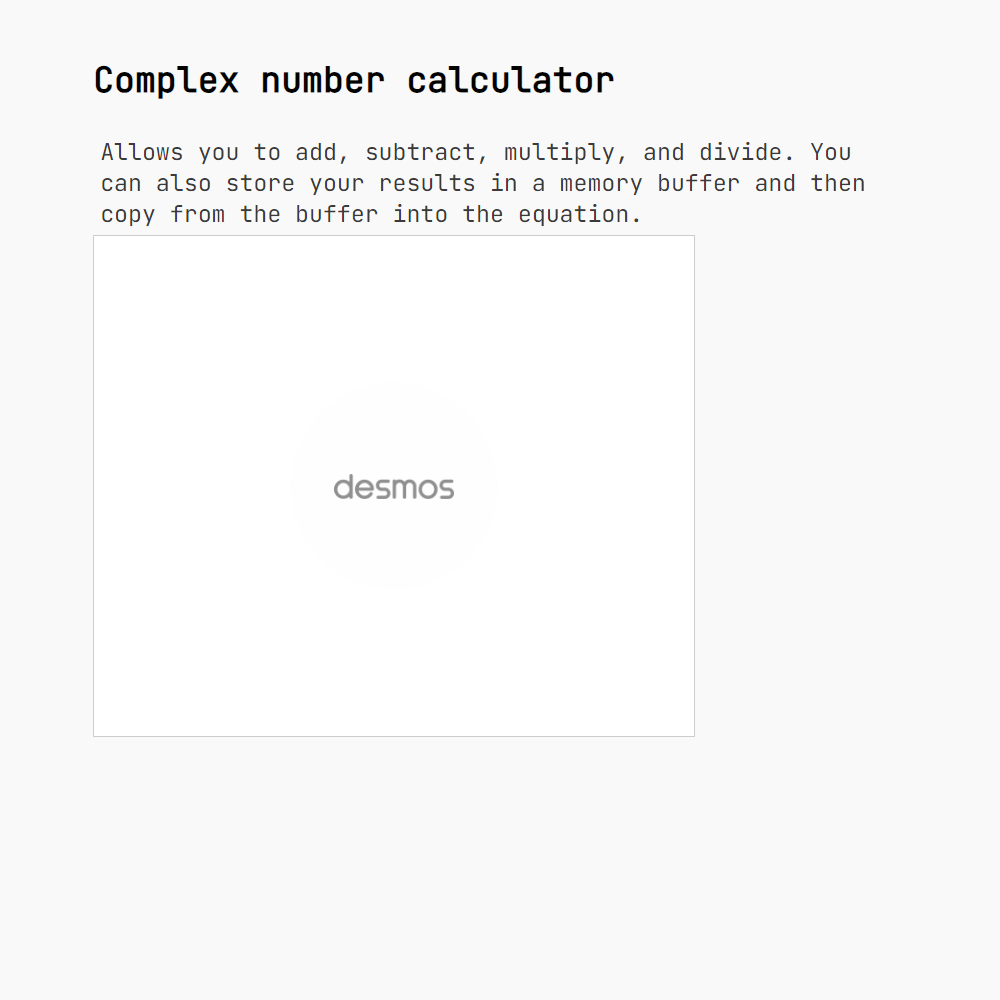 Complex number calculator
Allows you to add, subtract, multiply, and divide. You
can also store your results in a memory buffer and then
copy from the buffer into the equation.
desmos